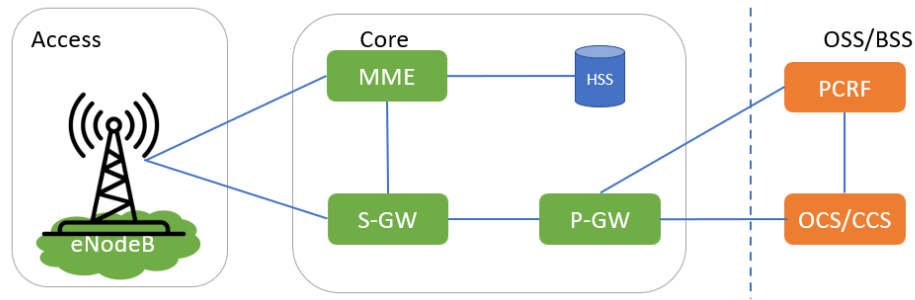 Access
Core
OSS/BSS
MME
HSS
PCRF
eNodeB
S-GW
P-GW
OCS/CCS